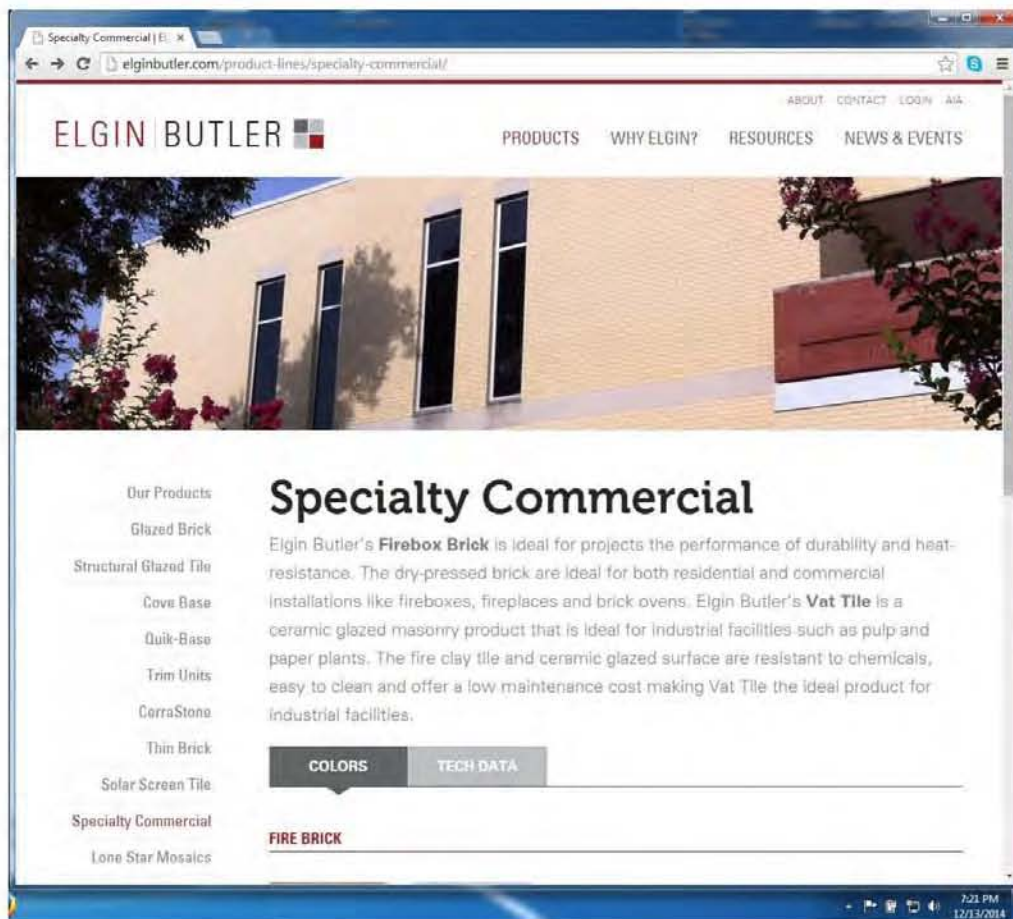 Specialty Commercial | El
elginbutler.com/product-lines/specialty-commercial/
ABOUT CONTACT LOGIN AIA
ELGIN BUTLER
PRODUCTS WHY ELGIN? RESOURCES NEWS & EVENTS
Our Products
Glazed Brick
Structural Glazed Tile
Cove Base
Quik-Base
Trim Units
CerraStone
Thin Brick
Solar Screen Tile
Specialty Commercial
Lone Star Mosaics
Specialty Commercial
Elgin Butler's Firebox Brick is ideal for projects the performance of durability and heat-
resistance. The dry-pressed brick are ideal for both residential and commercial
installations like fireboxes, fireplaces and brick ovens. Elgin Butler's Vat Tile is a
ceramic glazed masonry product that is ideal for industrial facilities such as pulp and
paper plants. The fire clay tile and ceramic glazed surface are resistant to chemicals,
easy to clean and offer a low maintenance cost making Vat Tile the ideal product for
industrial facilities.
COLORS TECH DATA
FIRE BRICK
7:21 PM
12/13/2014